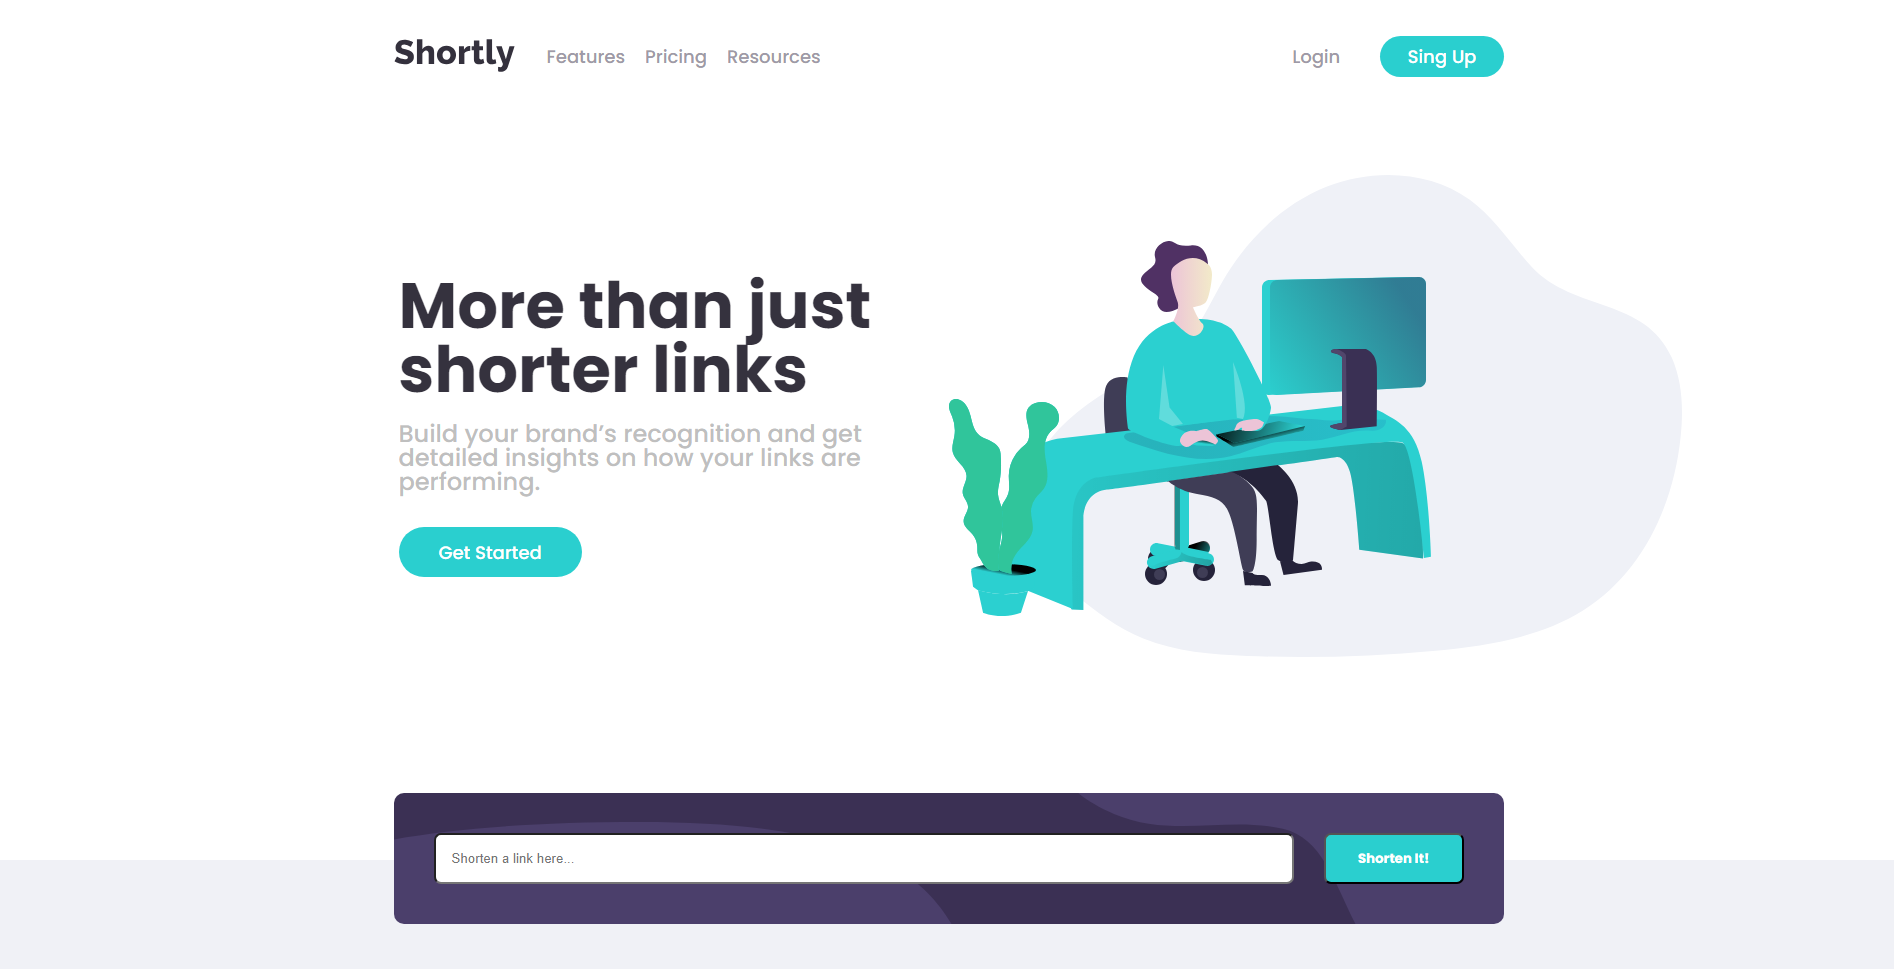 Shortly
Features
Pricing
Resources
Login
Sing Up
More than just
shorter links
Build your brand’s recognition and get
detailed insights on how your links are
performing.
Get Started
Shorten a link here...
Shorten It!